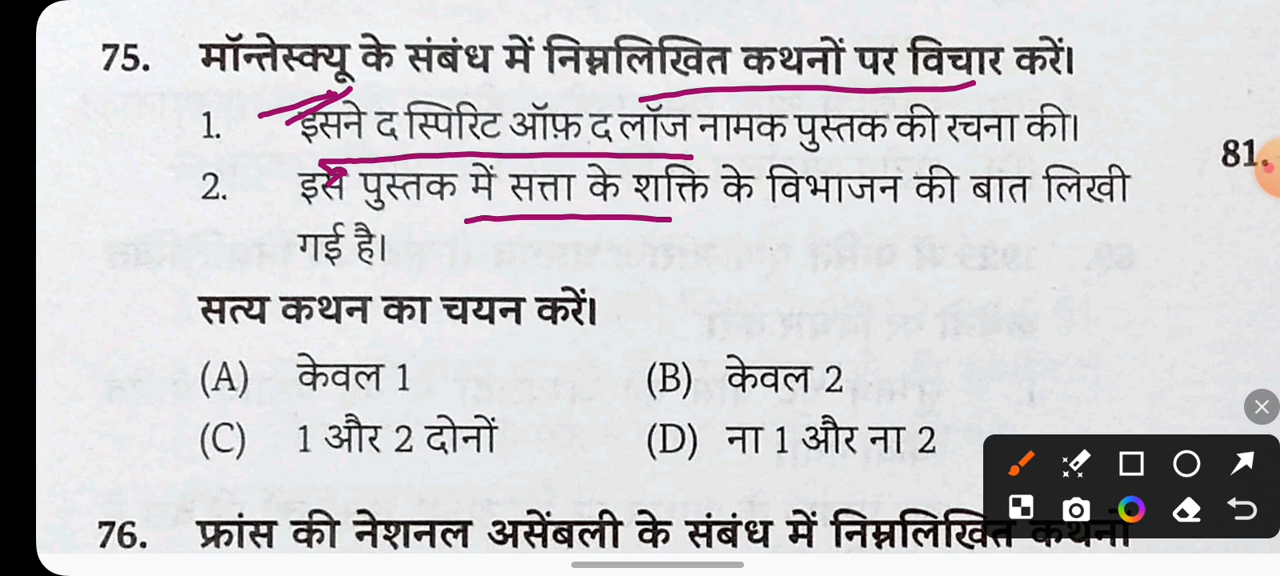 75. मॉन्तेस्क्यू के संबंध में निम्नलिखित कथनों पर विचार करें।
1. इसने द स्पिरिट ऑफ़ द लॉज नामक पुस्तक की रचना की।
81.
2. इस पुस्तक में सत्ता के शक्ति के विभाजन की बात लिखी
गई है।
सत्य कथन का चयन करें।
(A) केवल 1 (B) केवल 2
(C) 1 और 2 दोनों (D) ना 1 और ना 2
76. फ्रांस की नेशनल असेंबली के संबंध में निम्नलिखित कथनों